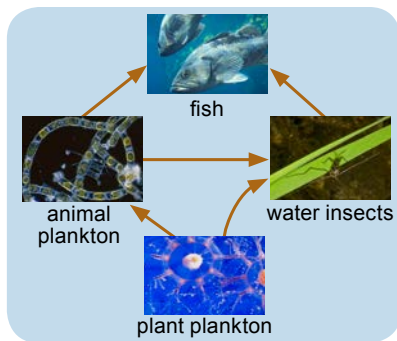 fish
animal
plankton
water insects
plant plankton